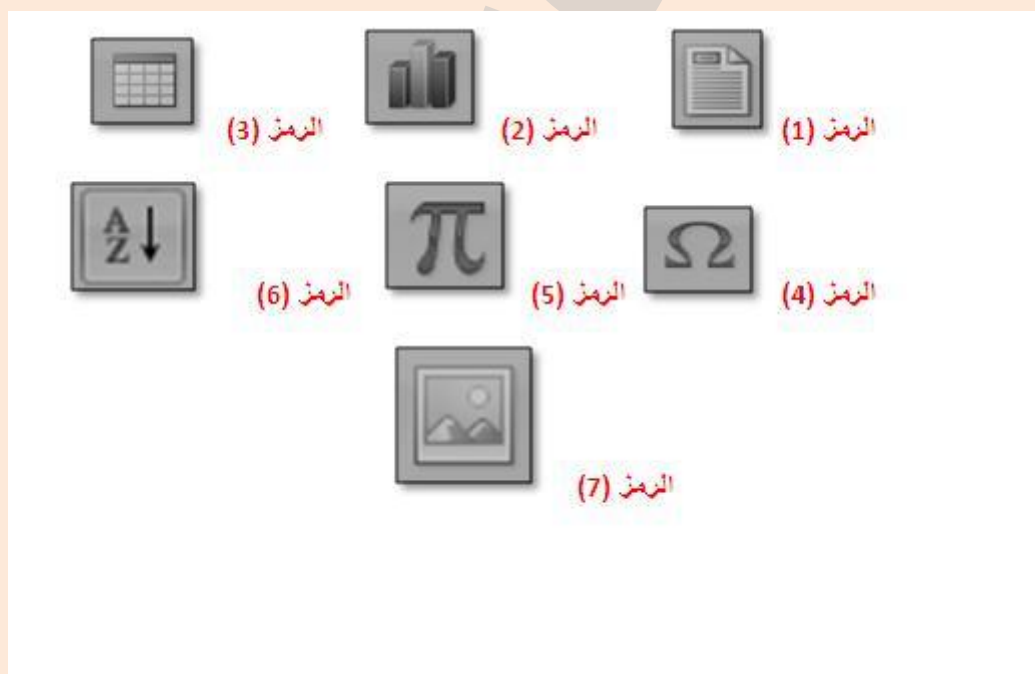 الرمز (1) الرمز (2) الرمز (3)
Ω الرمز (4) π الرمز (5) A Z الرمز (6)
الرمز (7)